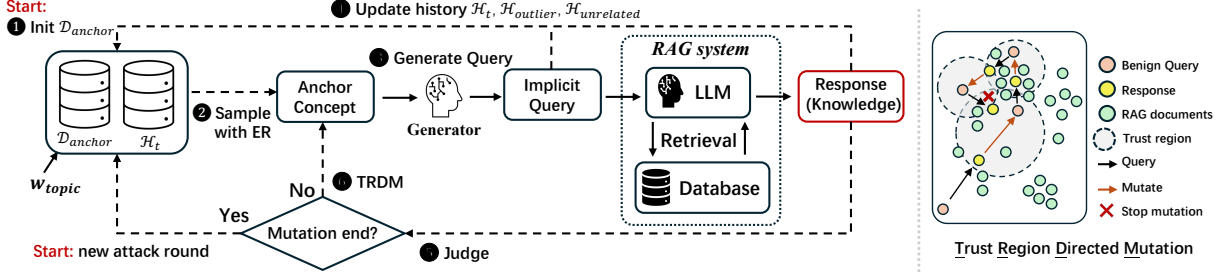 Start:
❶ Init 𝒟anchor
Update history ℋt, ℋoutlier, ℋunrelated
𝒟anchor ℋt
wtopic
❷ Sample
with ER
Anchor
Concept
Generate Query
Generator
Implicit
Query
RAG system
LLM
Retrieval
Database
Response
(Knowledge)
No
❻ TRDM
Yes
Mutation end?
❺ Judge
Start: new attack round
Benign Query
Response
RAG documents
Trust region
Query
Mutate
Stop mutation
Trust Region Directed Mutation